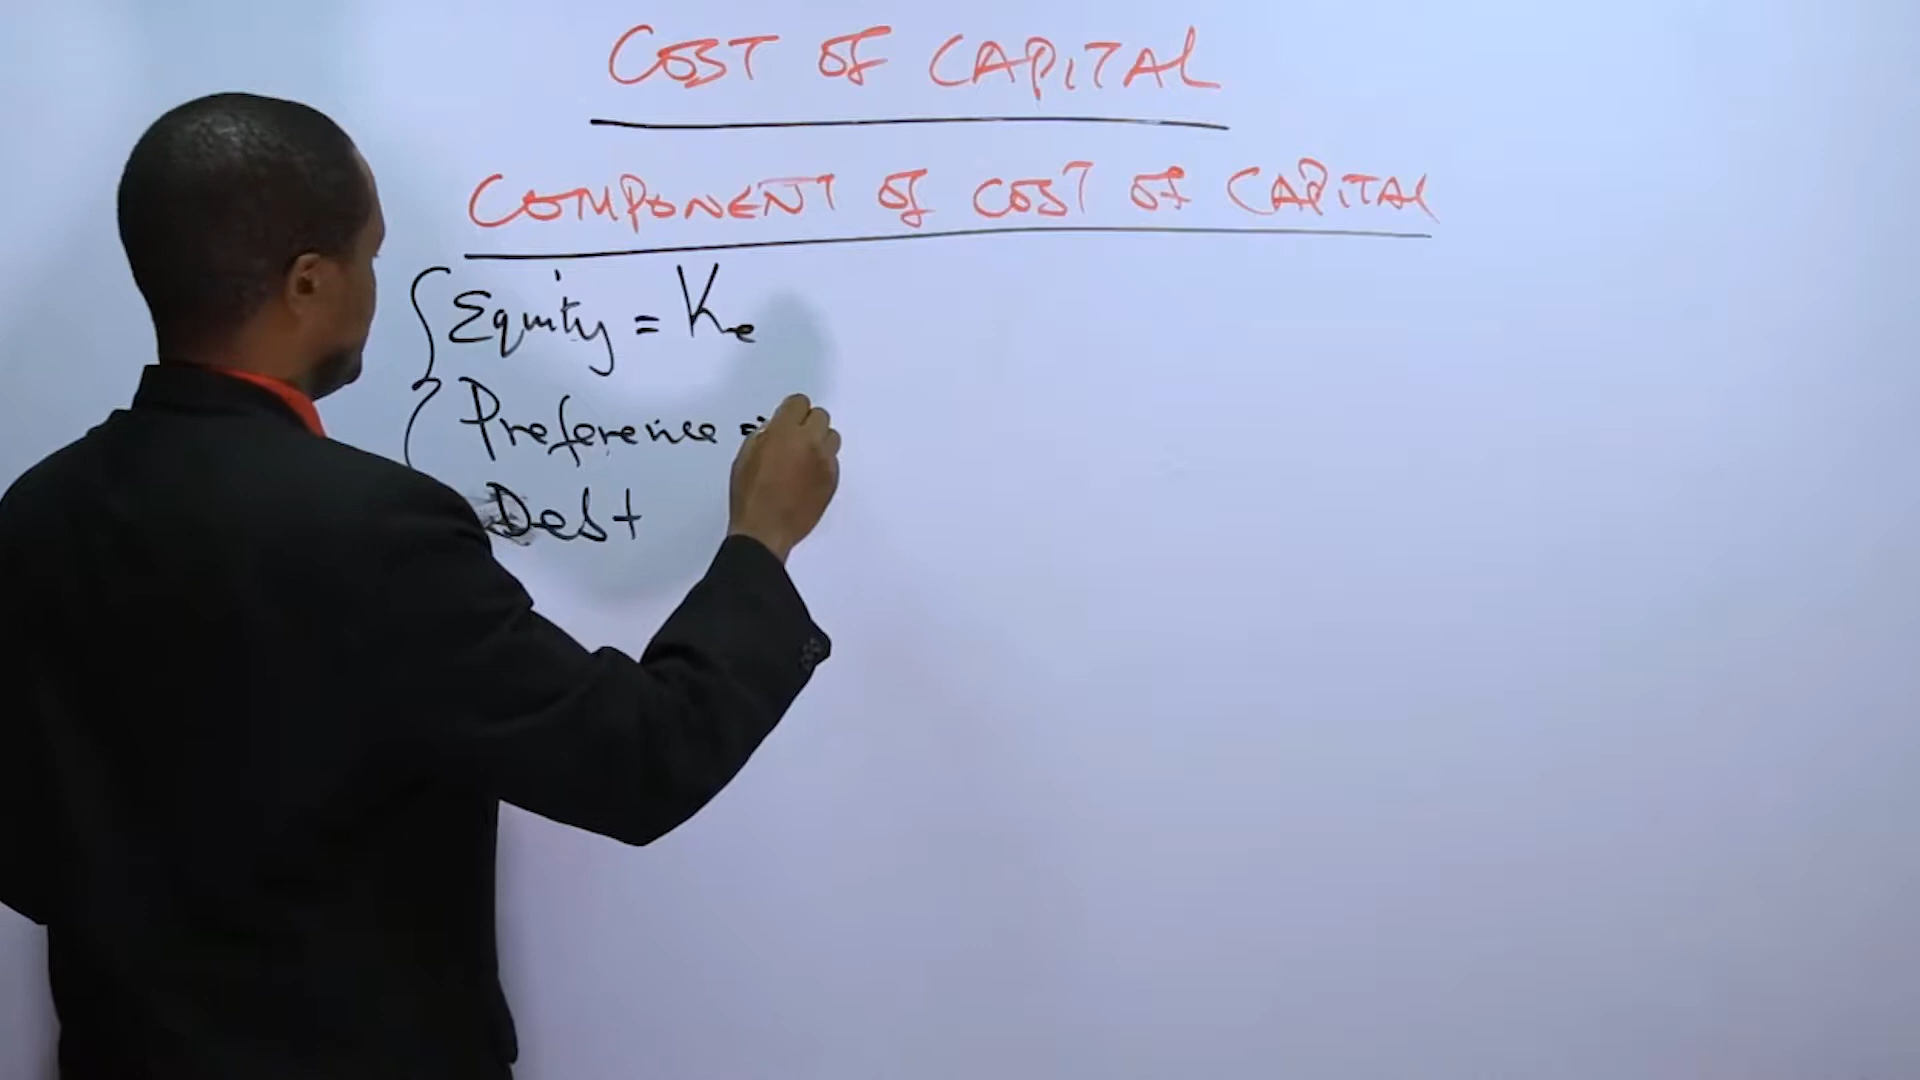 COST OF CAPITAL
COMPONENT OF COST OF CAPITAL
Equity = Ke
Preference =
Debt